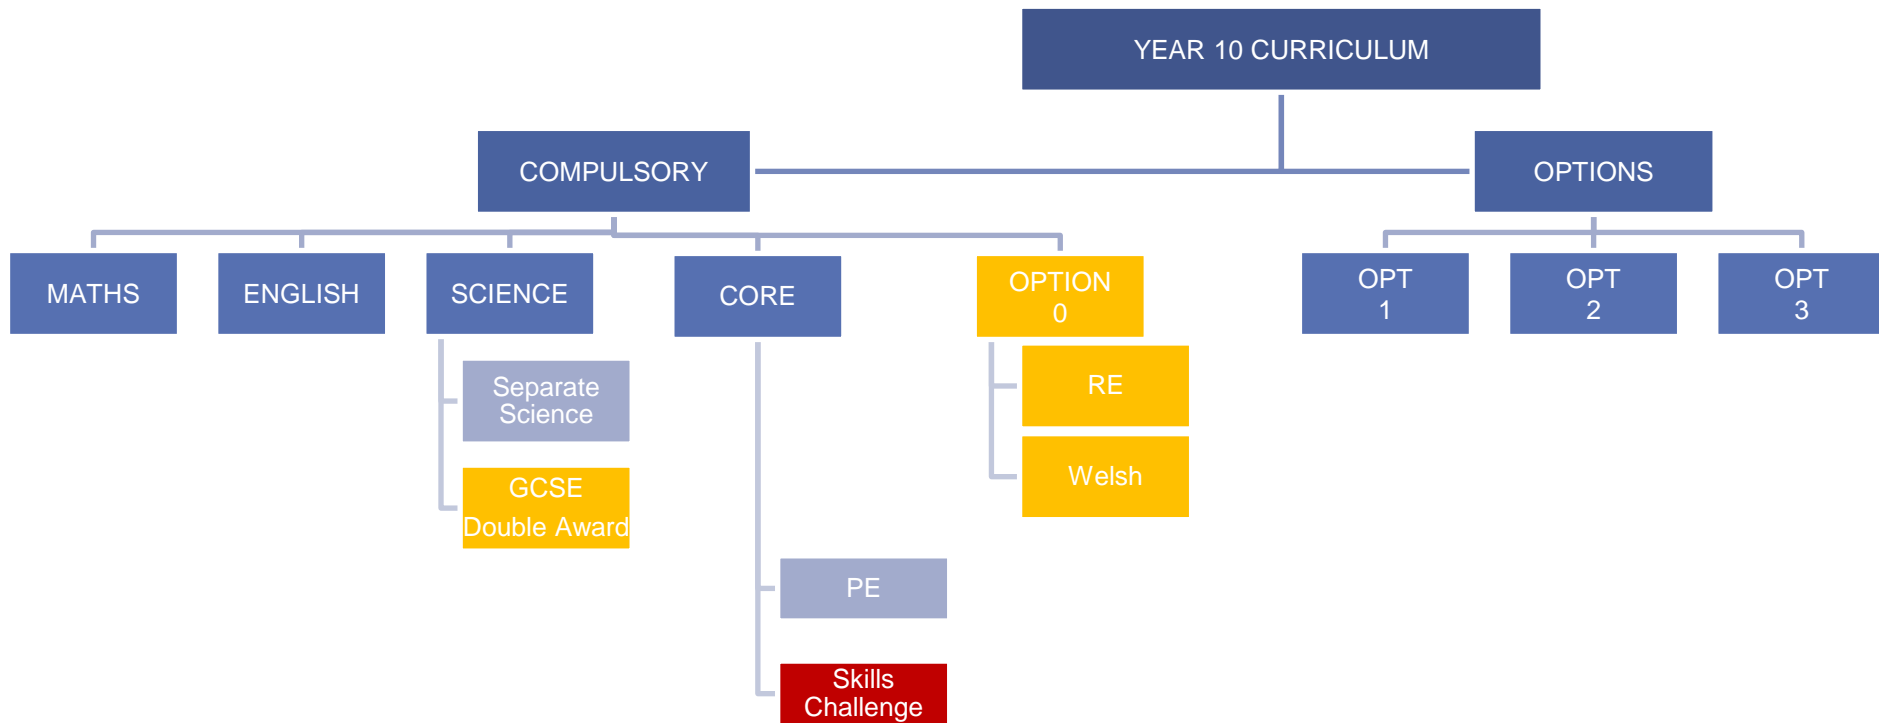 YEAR 10 CURRICULUM
COMPULSORY
OPTIONS
MATHS
ENGLISH
SCIENCE
CORE
OPTION
0
OPT
1
OPT
2
OPT
3
Separate
Science
GCSE
Double Award
RE
Welsh
PE
Skills
Challenge